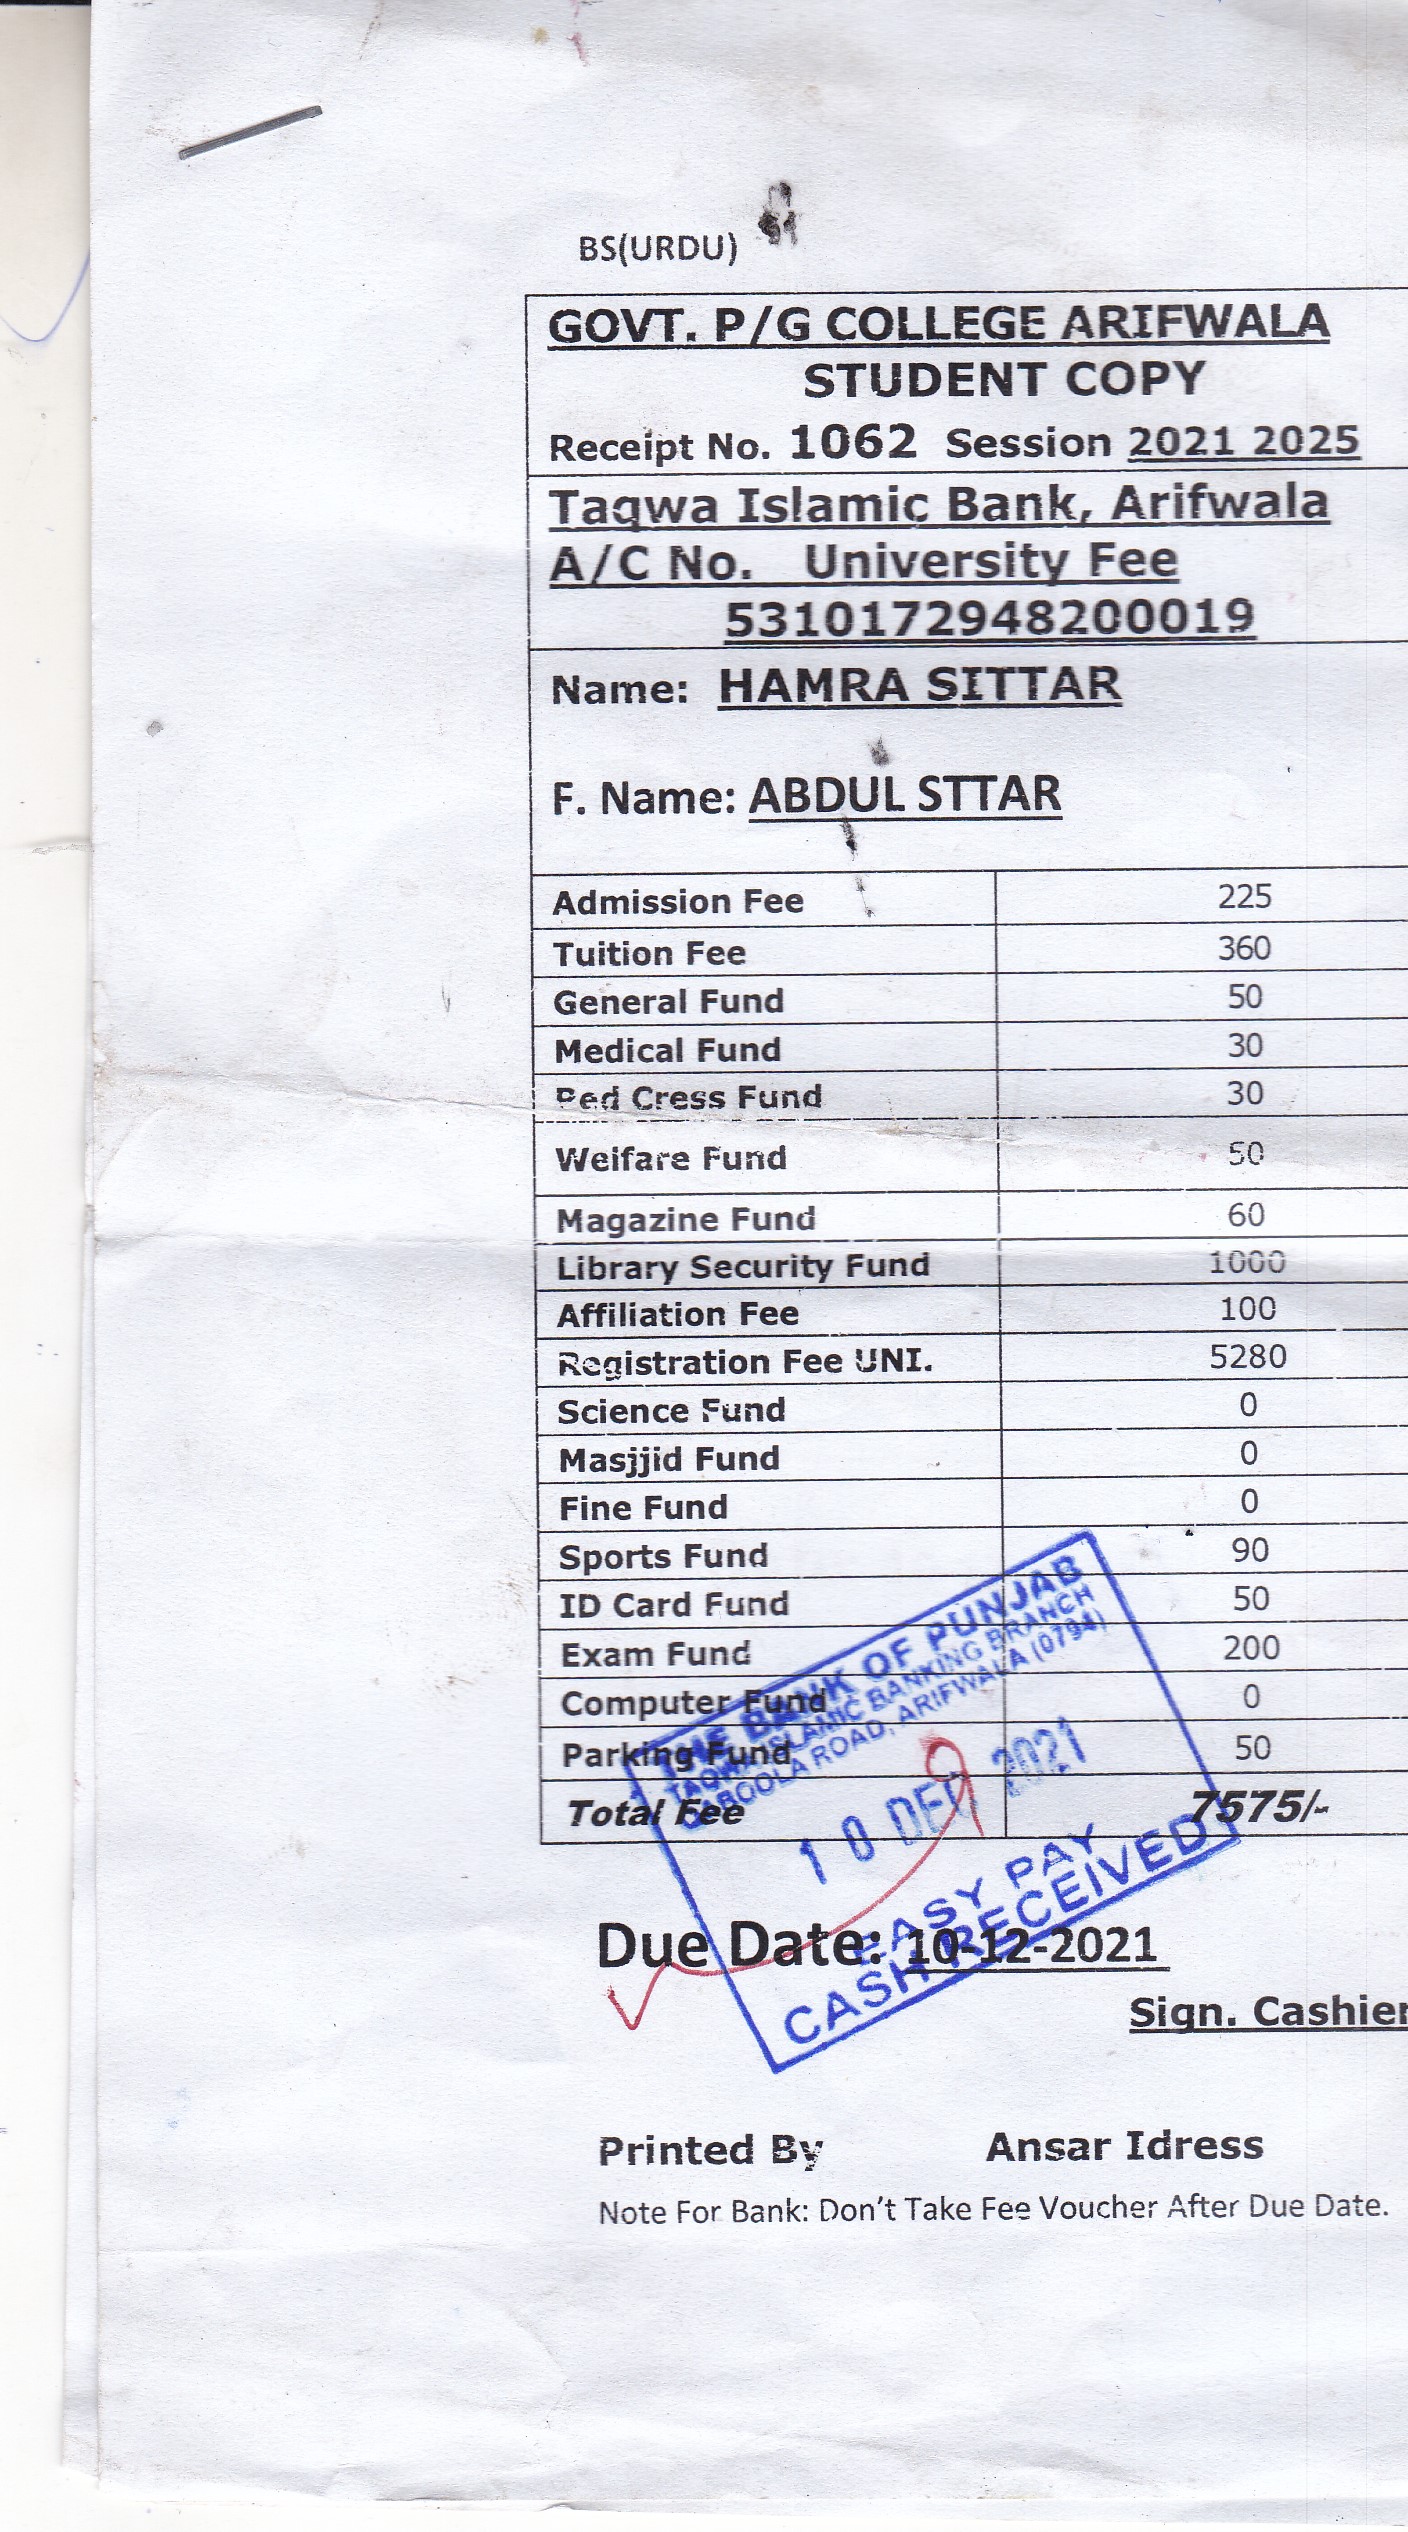 BS(URDU)
GOVT. P/G COLLEGE ARIFWALA
STUDENT COPY
Receipt No. 1062 Session 2021 2025
Taqwa Islamic Bank, Arifwala
A/C No. University Fee
5310172948200019
Name: HAMRA SITTAR
F. Name: ABDUL STTAR
Admission Fee 225
Tuition Fee 360
General Fund 50
Medical Fund 30
Red Cress Fund 30
Welfare Fund 50
Magazine Fund 60
Library Security Fund 1000
Affiliation Fee 100
Registration Fee UNI. 5280
Science Fund 0
Masjjid Fund 0
Fine Fund 0
Sports Fund 90
ID Card Fund 50
Exam Fund 200
Computer Fund 0
Parking Fund 50
Total Fee 7575/-
THE BANK OF PUNJAB
TAQWA ISLAMIC BANKING BRANCH
QABOOLA ROAD, ARIFWALA (0794)
10 DEC 2021
EASY PAY
CASH RECEIVED
Due Date: 10-12-2021
Sign. Cashier
Printed By Ansar Idress
Note For Bank: Don't Take Fee Voucher After Due Date.